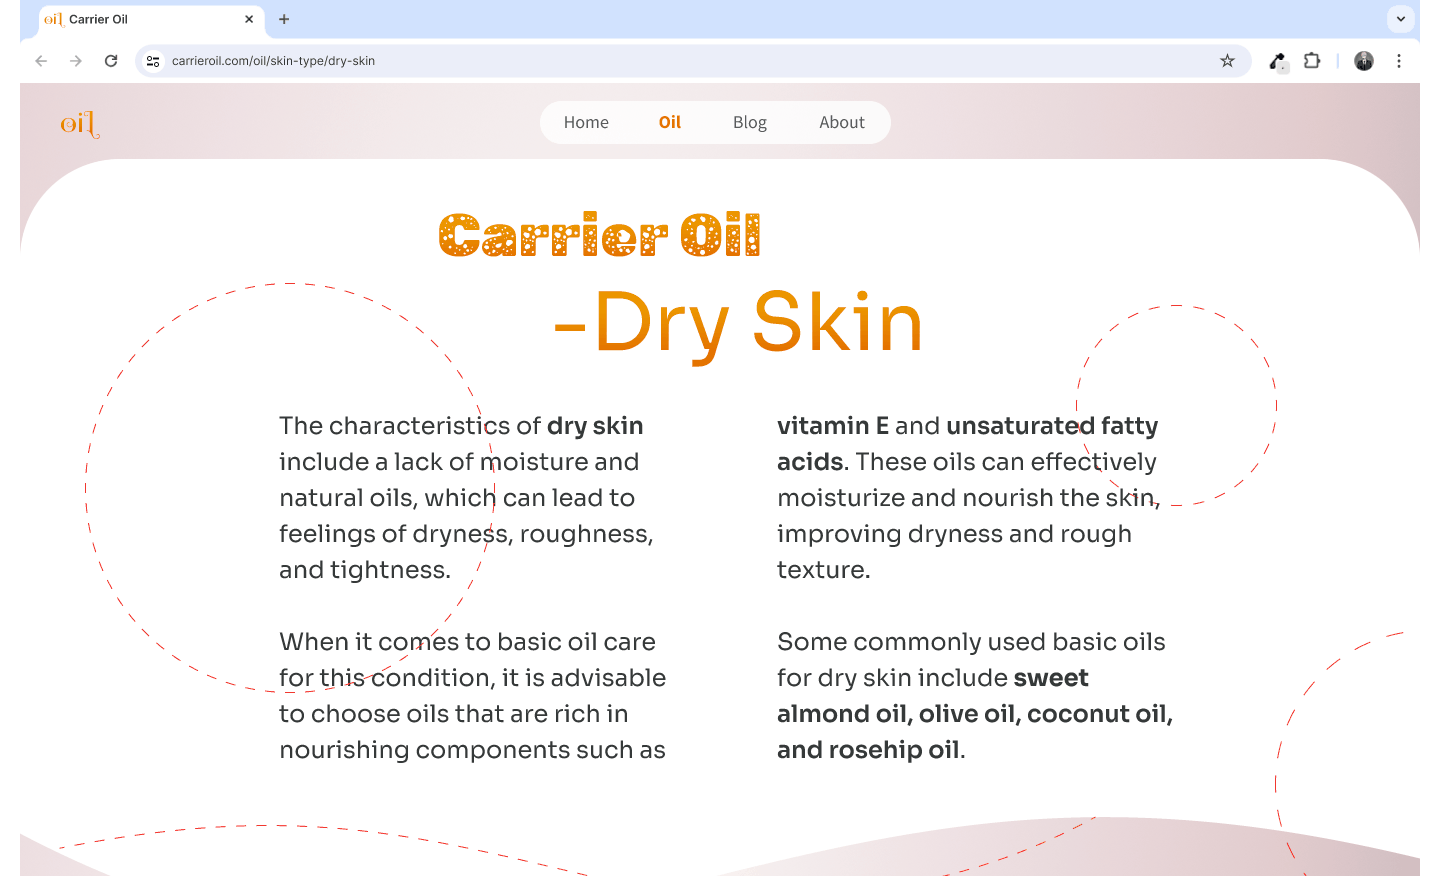 oil Carrier Oil
carrieroil.com/oil/skin-type/dry-skin
oil
Home Oil Blog About
Carrier Oil
-Dry Skin
The characteristics of dry skin
include a lack of moisture and
natural oils, which can lead to
feelings of dryness, roughness,
and tightness.
When it comes to basic oil care
for this condition, it is advisable
to choose oils that are rich in
nourishing components such as
vitamin E and unsaturated fatty
acids. These oils can effectively
moisturize and nourish the skin,
improving dryness and rough
texture.
Some commonly used basic oils
for dry skin include sweet
almond oil, olive oil, coconut oil,
and rosehip oil.